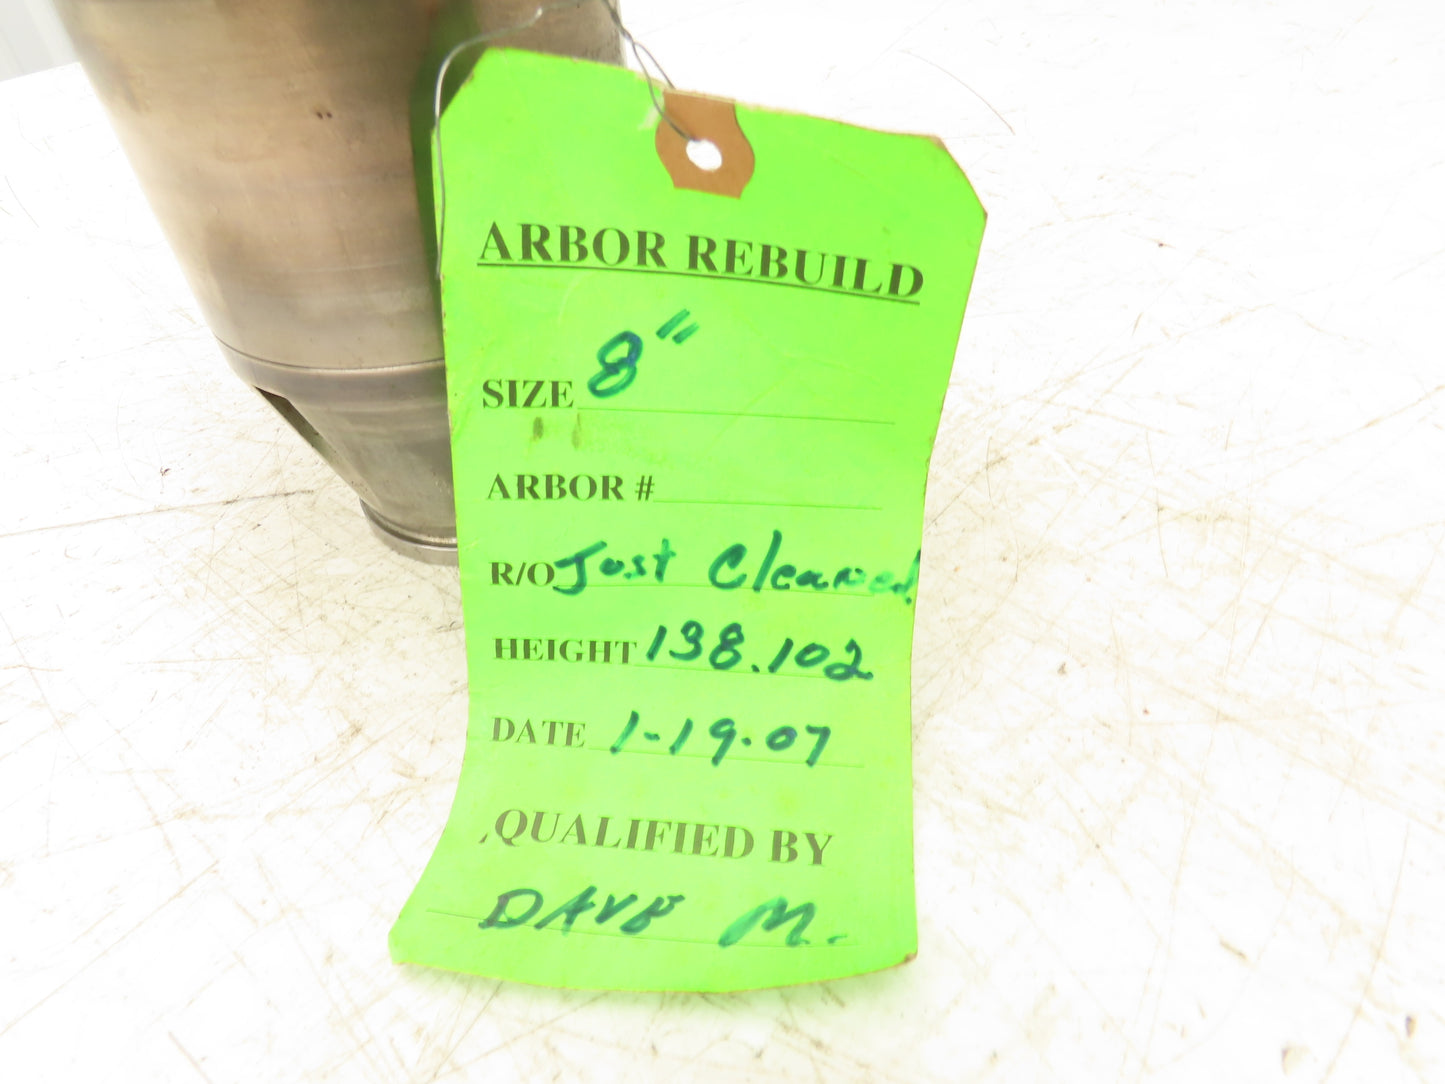 ARBOR REBUILD
SIZE 8"
ARBOR #
R/O Just Cleaned
HEIGHT 138.102
DATE 1-19-07
QUALIFIED BY
DAVE M.